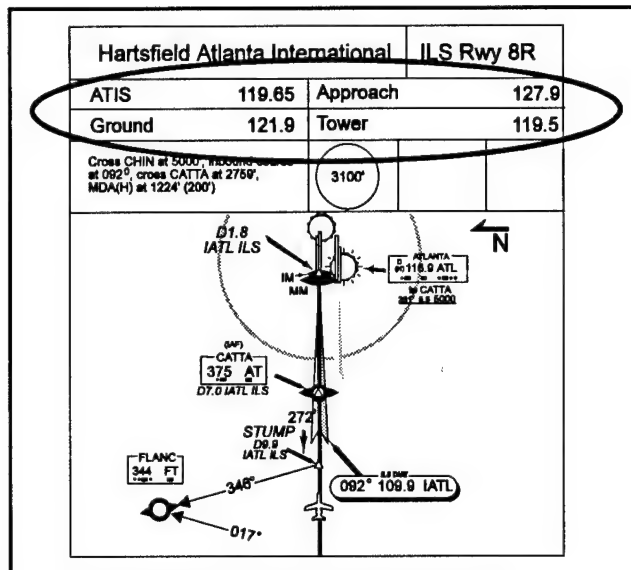 Hartsfield Atlanta International ILS Rwy 8R
ATIS 119.65 Approach 127.9
Ground 121.9 Tower 119.5
Cross CHIN at 5000', inbound
at 092°, cross CATTA at 2759',
MDA(H) at 1224' (200')
3100'
N
D1.8
IATL ILS
IM
MM
ATLANTA
116.9 ATL
CATTA
5000
(IAF)
CATTA
375 AT
D7.0 IATL ILS
272°
STUMP
D9.9
IATL ILS
FLANC
344 FT
346°
017°
092° 109.9 IATL